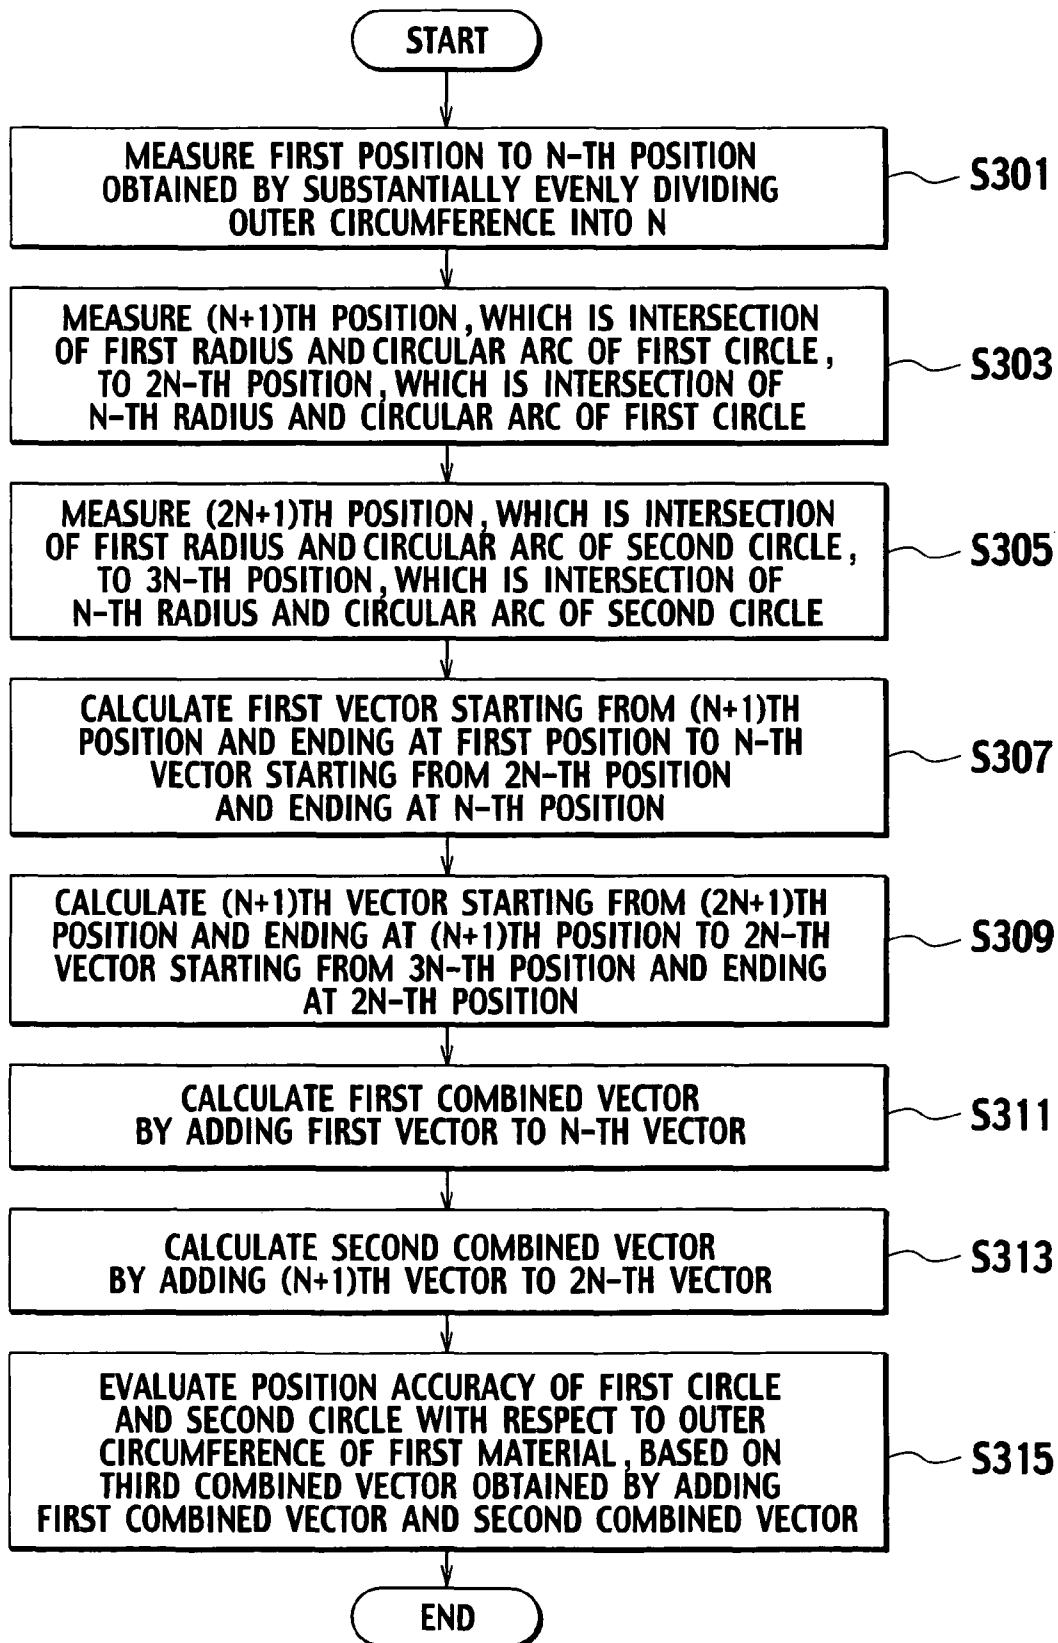 START
MEASURE FIRST POSITION TO N-TH POSITION
OBTAINED BY SUBSTANTIALLY EVENLY DIVIDING
OUTER CIRCUMFERENCE INTO N
S301
MEASURE (N+1)TH POSITION, WHICH IS INTERSECTION
OF FIRST RADIUS AND CIRCULAR ARC OF FIRST CIRCLE,
TO 2N-TH POSITION, WHICH IS INTERSECTION OF
N-TH RADIUS AND CIRCULAR ARC OF FIRST CIRCLE
S303
MEASURE (2N+1)TH POSITION, WHICH IS INTERSECTION
OF FIRST RADIUS AND CIRCULAR ARC OF SECOND CIRCLE,
TO 3N-TH POSITION, WHICH IS INTERSECTION OF
N-TH RADIUS AND CIRCULAR ARC OF SECOND CIRCLE
S305
CALCULATE FIRST VECTOR STARTING FROM (N+1)TH
POSITION AND ENDING AT FIRST POSITION TO N-TH
VECTOR STARTING FROM 2N-TH POSITION
AND ENDING AT N-TH POSITION
S307
CALCULATE (N+1)TH VECTOR STARTING FROM (2N+1)TH
POSITION AND ENDING AT (N+1)TH POSITION TO 2N-TH
VECTOR STARTING FROM 3N-TH POSITION AND ENDING
AT 2N-TH POSITION
S309
CALCULATE FIRST COMBINED VECTOR
BY ADDING FIRST VECTOR TO N-TH VECTOR
S311
CALCULATE SECOND COMBINED VECTOR
BY ADDING (N+1)TH VECTOR TO 2N-TH VECTOR
S313
EVALUATE POSITION ACCURACY OF FIRST CIRCLE
AND SECOND CIRCLE WITH RESPECT TO OUTER
CIRCUMFERENCE OF FIRST MATERIAL, BASED ON
THIRD COMBINED VECTOR OBTAINED BY ADDING
FIRST COMBINED VECTOR AND SECOND COMBINED VECTOR
S315
END